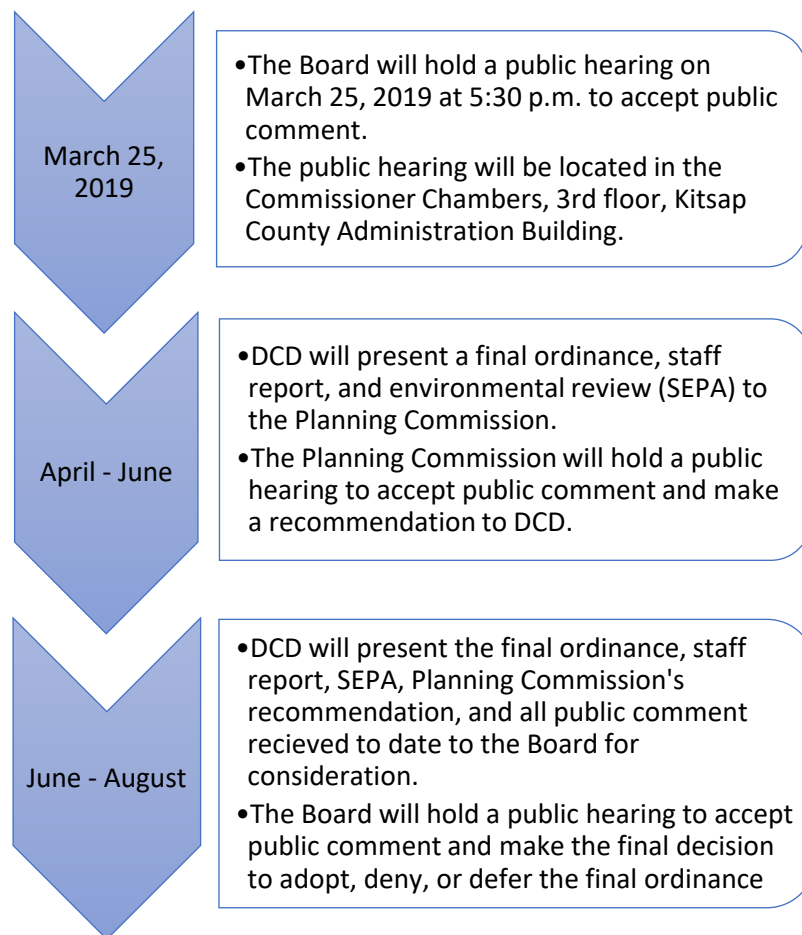 March 25,
2019
•The Board will hold a public hearing on
March 25, 2019 at 5:30 p.m. to accept public
comment.
•The public hearing will be located in the
Commissioner Chambers, 3rd floor, Kitsap
County Administration Building.
April - June
•DCD will present a final ordinance, staff
report, and environmental review (SEPA) to
the Planning Commission.
•The Planning Commission will hold a public
hearing to accept public comment and make
a recommendation to DCD.
June - August
•DCD will present the final ordinance, staff
report, SEPA, Planning Commission's
recommendation, and all public comment
recieved to date to the Board for
consideration.
•The Board will hold a public hearing to accept
public comment and make the final decision
to adopt, deny, or defer the final ordinance